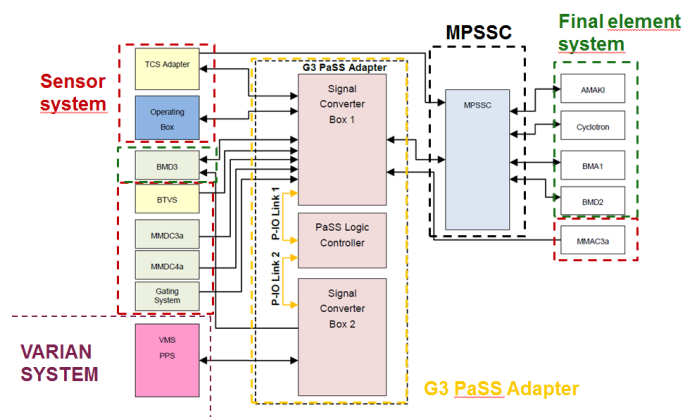 MPSSC
Final element
system
Sensor
system
TCS Adapter
Operating
Box
BMD3
BTVS
MMDC3a
MMDC4a
Gating
System
VARIAN
SYSTEM
VMS
PPS
G3 PaSS Adapter
Signal
Converter
Box 1
P-IO Link 1
PaSS Logic
Controller
P-IO Link 2
Signal
Converter
Box 2
G3 PaSS Adapter
MPSSC
AMAKI
Cyclotron
BMA1
BMD2
MMAC3a